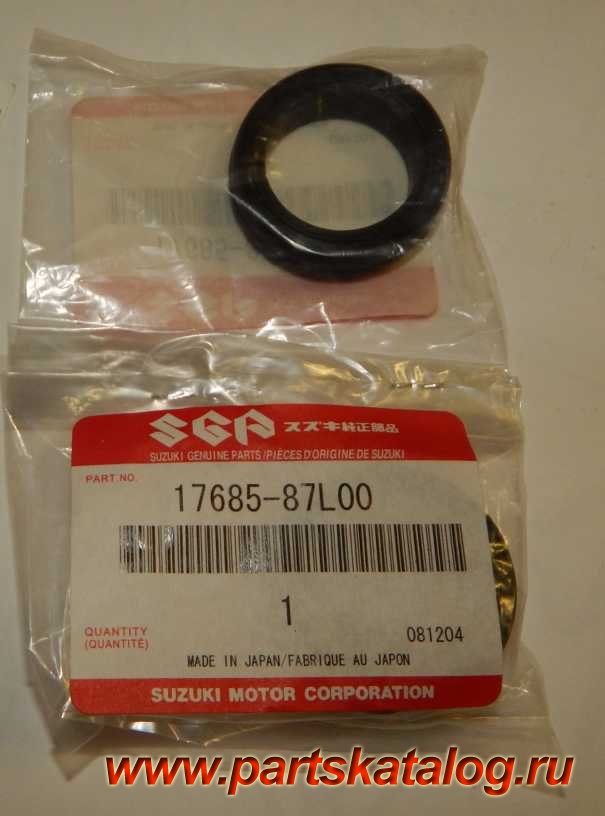 SGP スズキ純正部品
SUZUKI GENUINE PARTS/PIÈCES D'ORIGINE DE SUZUKI
PART.NO.
17685-87L00
1
QUANTITY
(QUANTITÉ)
081204
MADE IN JAPAN/FABRIQUE AU JAPON
SUZUKI MOTOR CORPORATION
www.partskatalog.ru